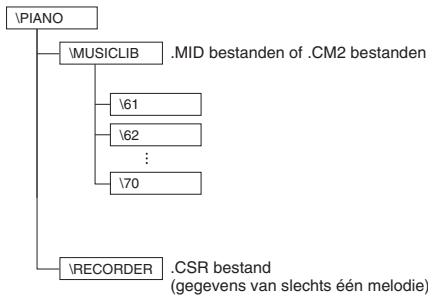 \PIANO
\MUSICLIB .MID bestanden of .CM2 bestanden
\61
\62
⋮
\70
\RECORDER .CSR bestand
(gegevens van slechts één melodie)